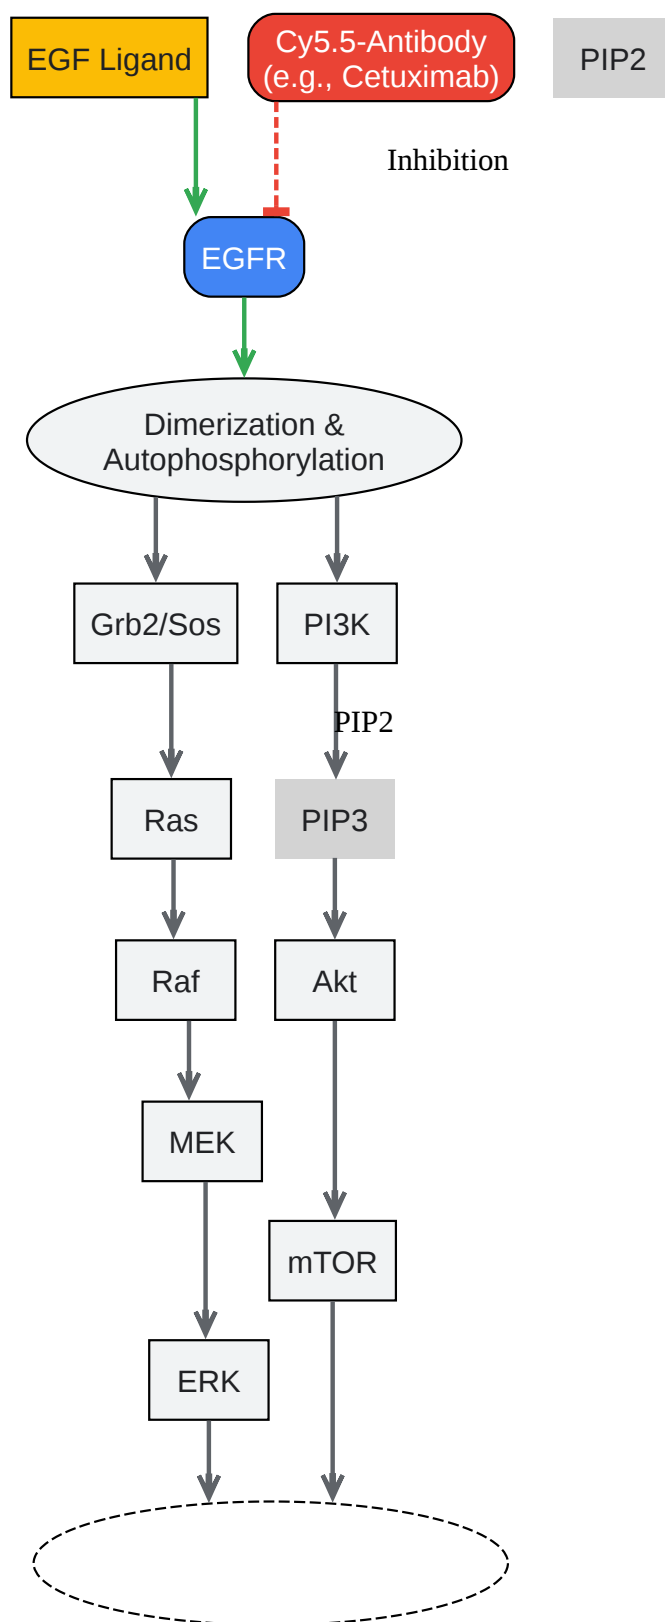 EGF Ligand
Cy5.5-Antibody
(e.g., Cetuximab)
PIP2
Inhibition
EGFR
Dimerization &
Autophosphorylation
Grb2/Sos
PI3K
PIP2
Ras
PIP3
Raf
Akt
MEK
mTOR
ERK